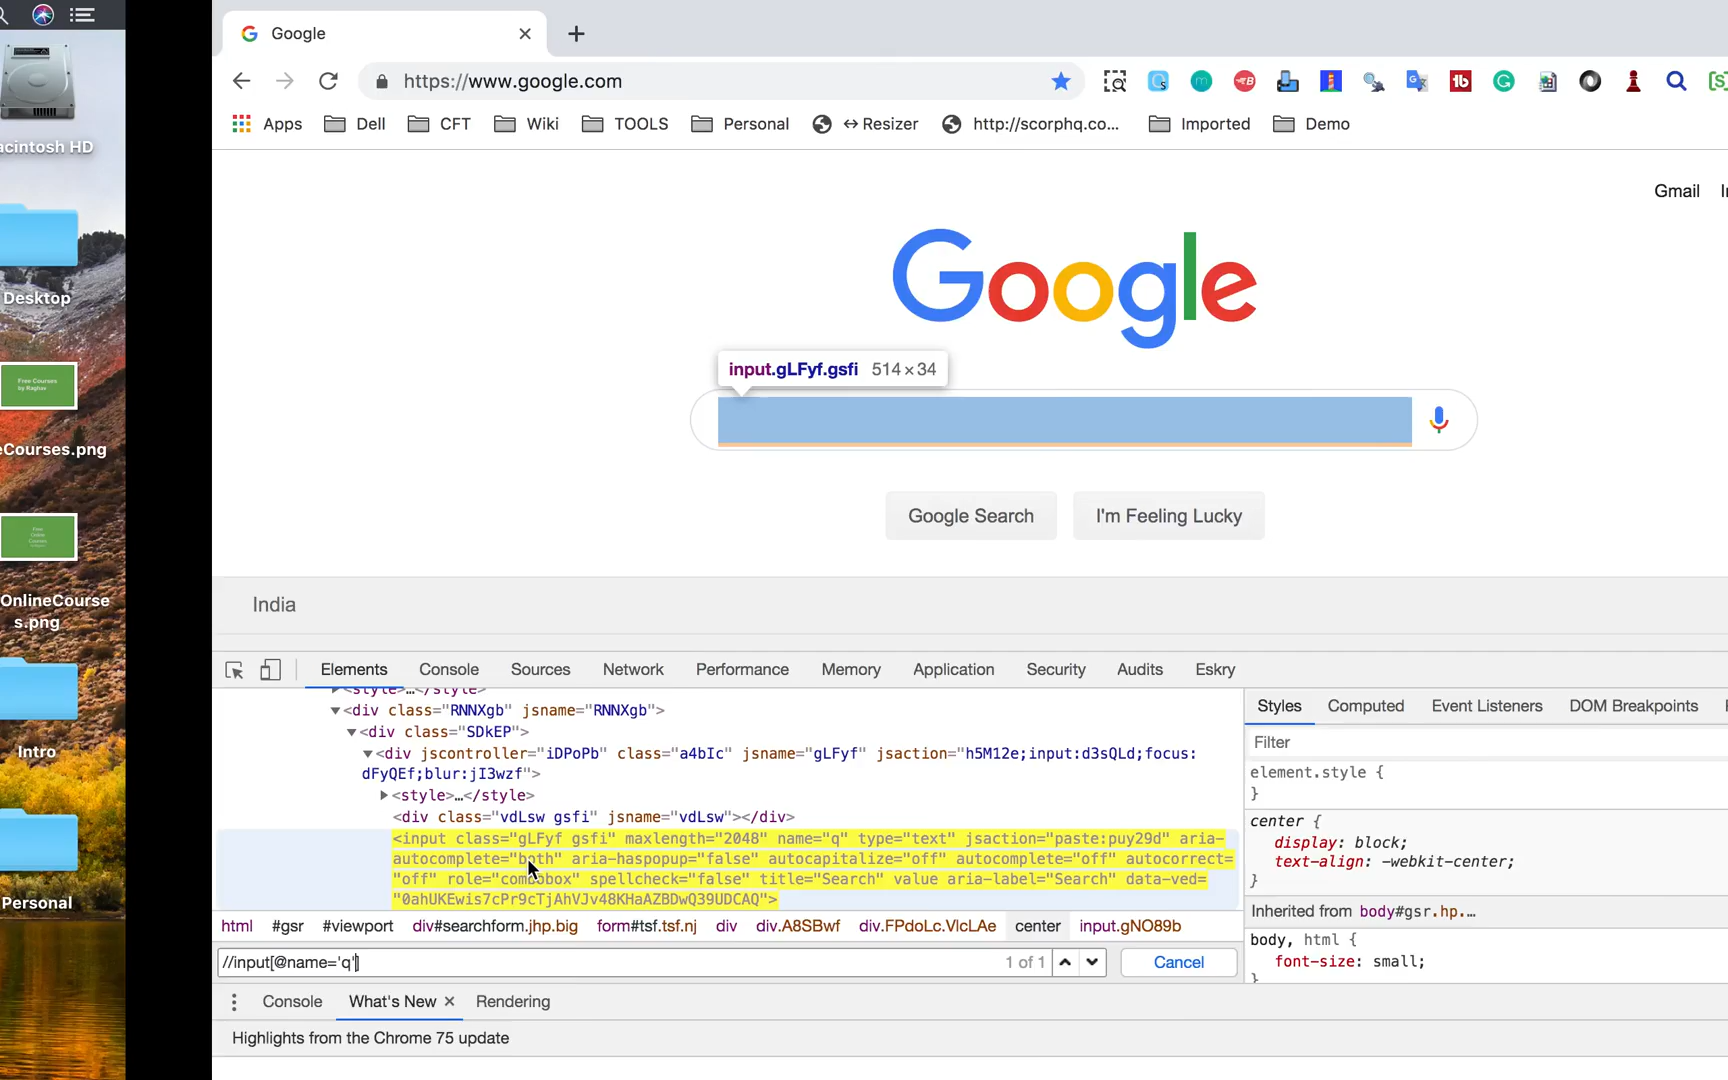 acintosh HD
Desktop
Free Courses
by Raghav
eCourses.png
Free
Online
Courses
OnlineCourse
s.png
Intro
Personal
Google
https://www.google.com
Apps Dell CFT Wiki TOOLS Personal ↔Resizer http://scorphq.co... Imported Demo
Gmail
Google
input.gLFyf.gsfi 514×34
Google Search I'm Feeling Lucky
India
Elements Console Sources Network Performance Memory Application Security Audits Eskry
▶<style>…</style>
▼<div class="RNNXgb" jsname="RNNXgb">
▼<div class="SDkEP">
▼<div jscontroller="iDPoPb" class="a4bIc" jsname="gLFyf" jsaction="h5M12e;input:d3sQLd;focus:
dFyQEf;blur:jI3wzf">
▶<style>…</style>
<div class="vdLsw gsfi" jsname="vdLsw"></div>
<input class="gLFyf gsfi" maxlength="2048" name="q" type="text" jsaction="paste:puy29d" aria-
autocomplete="both" aria-haspopup="false" autocapitalize="off" autocomplete="off" autocorrect=
"off" role="combobox" spellcheck="false" title="Search" value aria-label="Search" data-ved=
"0ahUKEwis7cPr9cTjAhVJv48KHaAZBDwQ39UDCAQ">
html #gsr #viewport div#searchform.jhp.big form#tsf.tsf.nj div div.A8SBwf div.FPdoLc.VlcLAe center input.gNO89b
//input[@name='q'] 1 of 1 Cancel
Console What's New Rendering
Highlights from the Chrome 75 update
Styles Computed Event Listeners DOM Breakpoints
Filter
element.style {
}
center {
display: block;
text-align: -webkit-center;
}
Inherited from body#gsr.hp.…
body, html {
font-size: small;
}